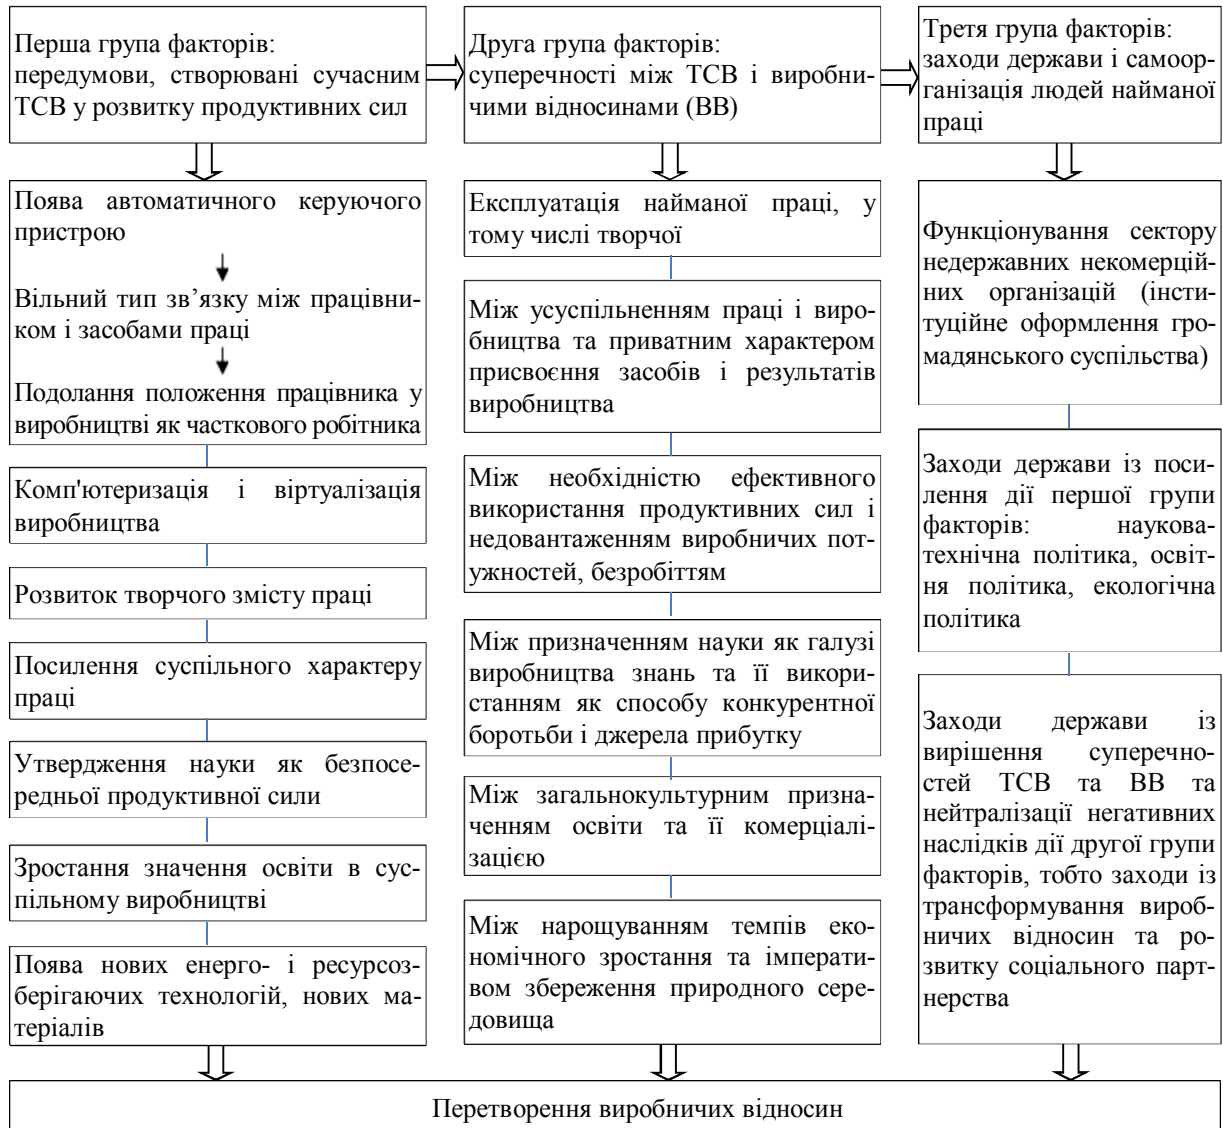 Перша група факторів:
передумови, створювані сучасним
ТСВ у розвитку продуктивних сил
Друга група факторів:
суперечності між ТСВ і виробни-
чими відносинами (ВВ)
Третя група факторів:
заходи держави і самоор-
ганізація людей найманої
праці
Поява автоматичного керуючого
пристрою
Вільний тип зв’язку між працівни-
ком і засобами праці
Подолання положення працівника у
виробництві як часткового робітника
Комп'ютеризація і віртуалізація
виробництва
Розвиток творчого змісту праці
Посилення суспільного характеру
праці
Утвердження науки як безпосе-
редньої продуктивної сили
Зростання значення освіти в сус-
пільному виробництві
Поява нових енерго- і ресурсоз-
берігаючих технологій, нових ма-
теріалів
Експлуатація найманої праці, у
тому числі творчої
Між усуспільненням праці і виро-
бництва та приватним характером
присвоєння засобів і результатів
виробництва
Між необхідністю ефективного
використання продуктивних сил і
недовантаженням виробничих пот-
ужностей, безробіттям
Між призначенням науки як галузі
виробництва знань та її викори-
станням як способу конкурентної
боротьби і джерела прибутку
Між загальнокультурним призна-
ченням освіти та її комерціалі-
зацією
Між нарощуванням темпів еко-
номічного зростання та імперати-
вом збереження природного сере-
довища
Функціонування сектору
недержавних некомерцій-
них організацій (інсти-
туційне оформлення гро-
мадянського суспільства)
Заходи держави із поси-
лення дії першої групи
факторів: науково-
технічна політика, освіт-
ня політика, екологічна
політика
Заходи держави із
вирішення суперечно-
стей ТСВ та ВВ та
нейтралізації негативних
наслідків дії другої групи
факторів, тобто заходи із
трансформування вироб-
ничих відносин та ро-
звитку соціального парт-
нерства
Перетворення виробничих відносин